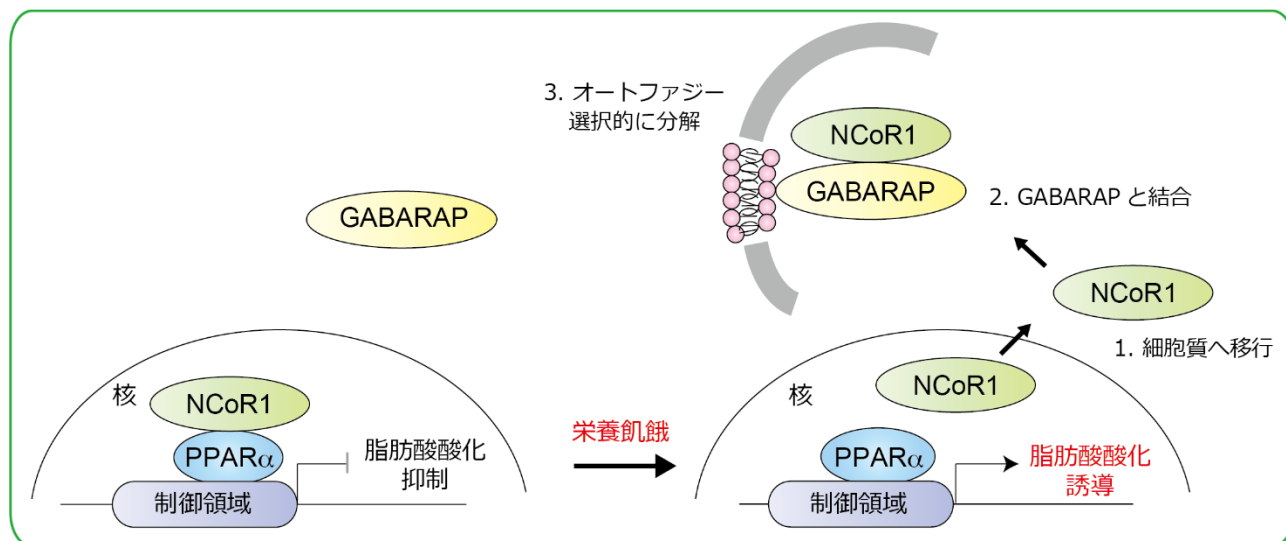 GABARAP
核
NCoR1
PPARα
制御領域
脂肪酸酸化
抑制
栄養飢餓
3. オートファジー
選択的に分解
NCoR1
GABARAP
2. GABARAP と結合
NCoR1
1. 細胞質へ移行
核
NCoR1
PPARα
制御領域
脂肪酸酸化
誘導